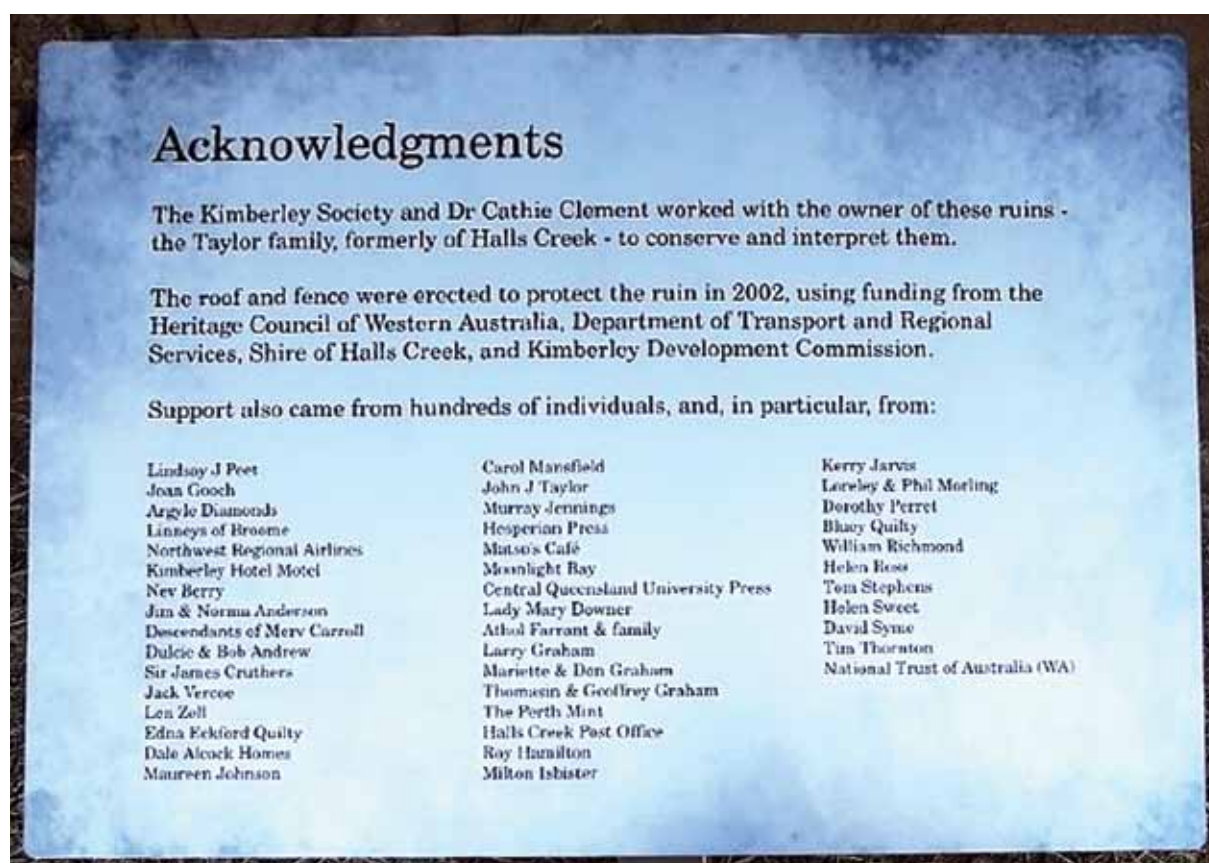 Acknowledgments
The Kimberley Society and Dr Cathie Clement worked with the owner of these ruins -
the Taylor family, formerly of Halls Creek - to conserve and interpret them.
The roof and fence were erected to protect the ruin in 2002, using funding from the
Heritage Council of Western Australia, Department of Transport and Regional
Services, Shire of Halls Creek, and Kimberley Development Commission.
Support also came from hundreds of individuals, and, in particular, from:
Lindsay J Peet
Joan Gooch
Argyle Diamonds
Linneys of Broome
Northwest Regional Airlines
Kimberley Hotel Motel
Nev Berry
Jim & Norma Anderson
Descendants of Merv Carroll
Dulcie & Bob Andrew
Sir James Cruthers
Jack Vercoe
Len Zell
Edna Eckford Quilty
Dale Alcock Homes
Maureen Johnson
Carol Mansfield
John J Taylor
Murray Jennings
Hesperian Press
Matso's Café
Moonlight Bay
Central Queensland University Press
Lady Mary Downer
Athol Farrant & family
Larry Graham
Mariette & Don Graham
Thomasin & Geoffrey Graham
The Perth Mint
Halls Creek Post Office
Ray Hamilton
Milton Isbister
Kerry Jarvis
Loreley & Phil Morling
Dorothy Perret
Bluey Quilty
William Richmond
Helen Ross
Tom Stephens
Helen Sweet
David Syme
Tim Thornton
National Trust of Australia (WA)